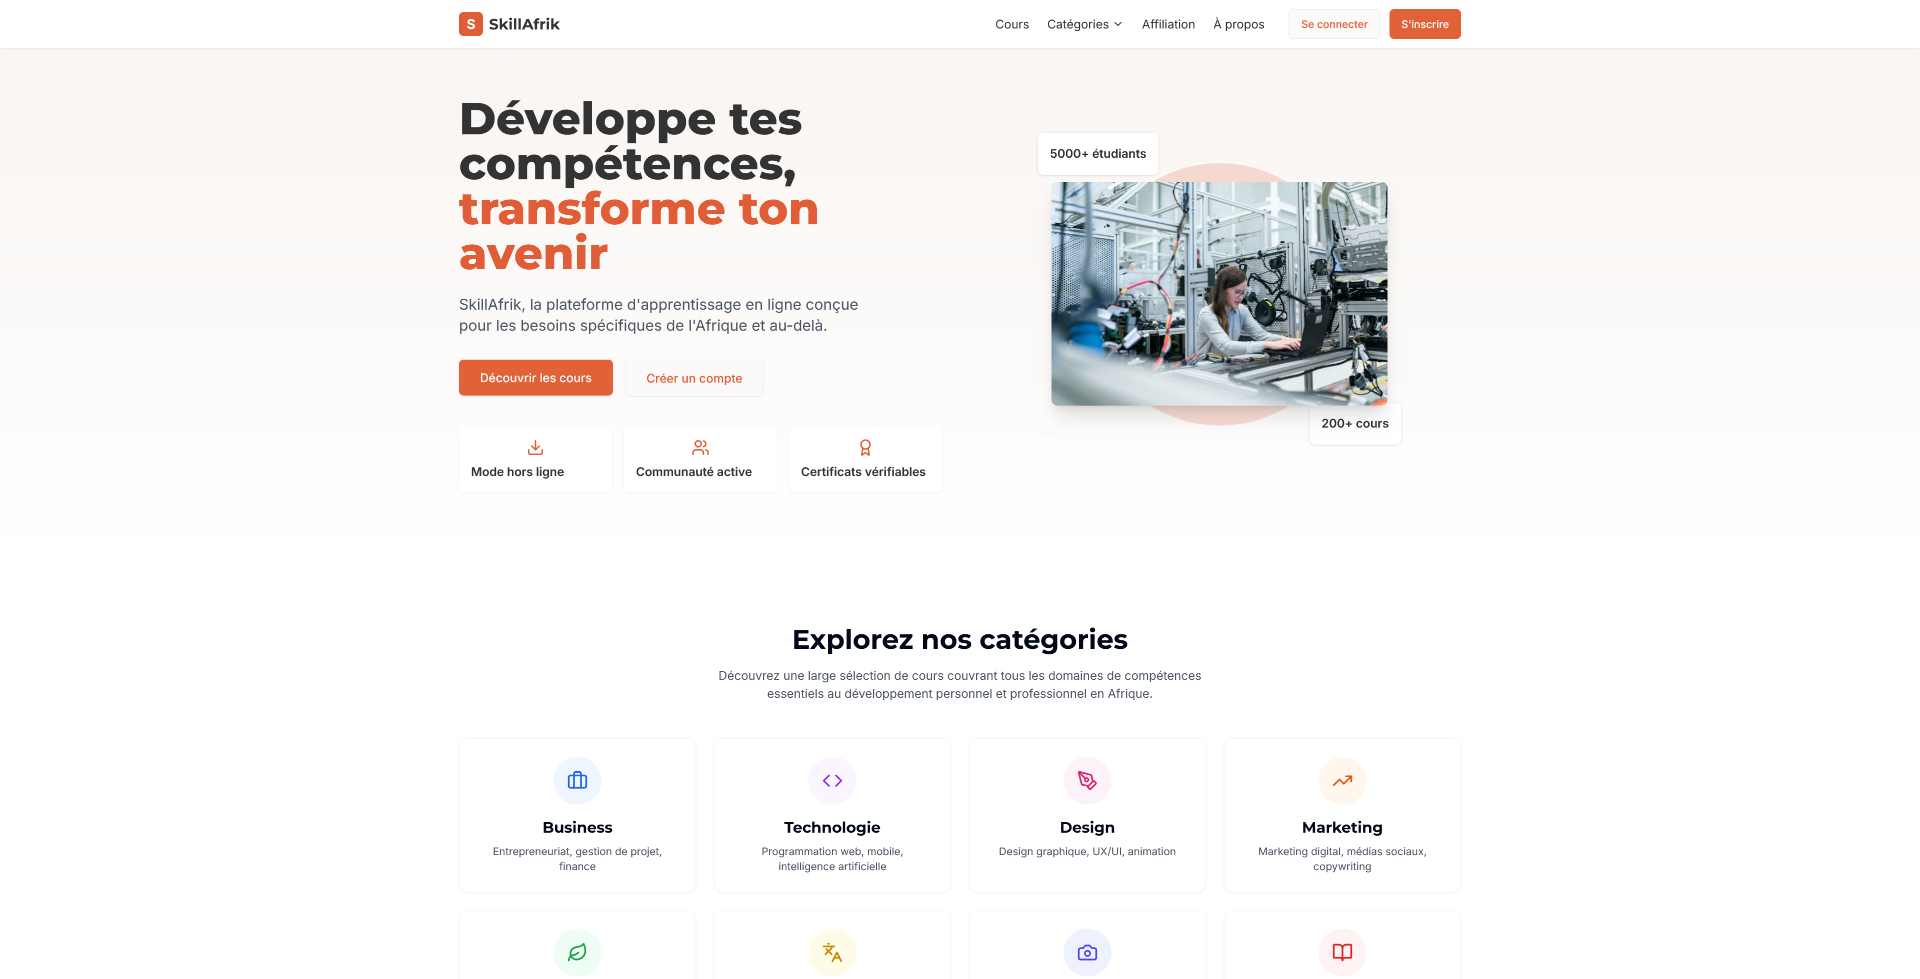 S SkillAfrik
Cours Catégories Affiliation À propos Se connecter S'inscrire
Développe tes
compétences,
transforme ton
avenir
SkillAfrik, la plateforme d'apprentissage en ligne conçue
pour les besoins spécifiques de l'Afrique et au-delà.
Découvrir les cours Créer un compte
Mode hors ligne Communauté active Certificats vérifiables
5000+ étudiants
200+ cours
Explorez nos catégories
Découvrez une large sélection de cours couvrant tous les domaines de compétences
essentiels au développement personnel et professionnel en Afrique.
Business
Entrepreneuriat, gestion de projet,
finance
Technologie
Programmation web, mobile,
intelligence artificielle
Design
Design graphique, UX/UI, animation
Marketing
Marketing digital, médias sociaux,
copywriting